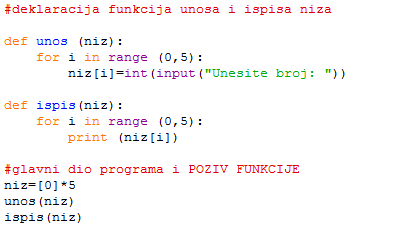 #deklaracija funkcija unosa i ispisa niza
def unos (niz):
    for i in range (0,5):
        niz[i]=int(input("Unesite broj: "))
def ispis(niz):
    for i in range (0,5):
        print (niz[i])
#glavni dio programa i POZIV FUNKCIJE
niz=[0]*5
unos(niz)
ispis(niz)